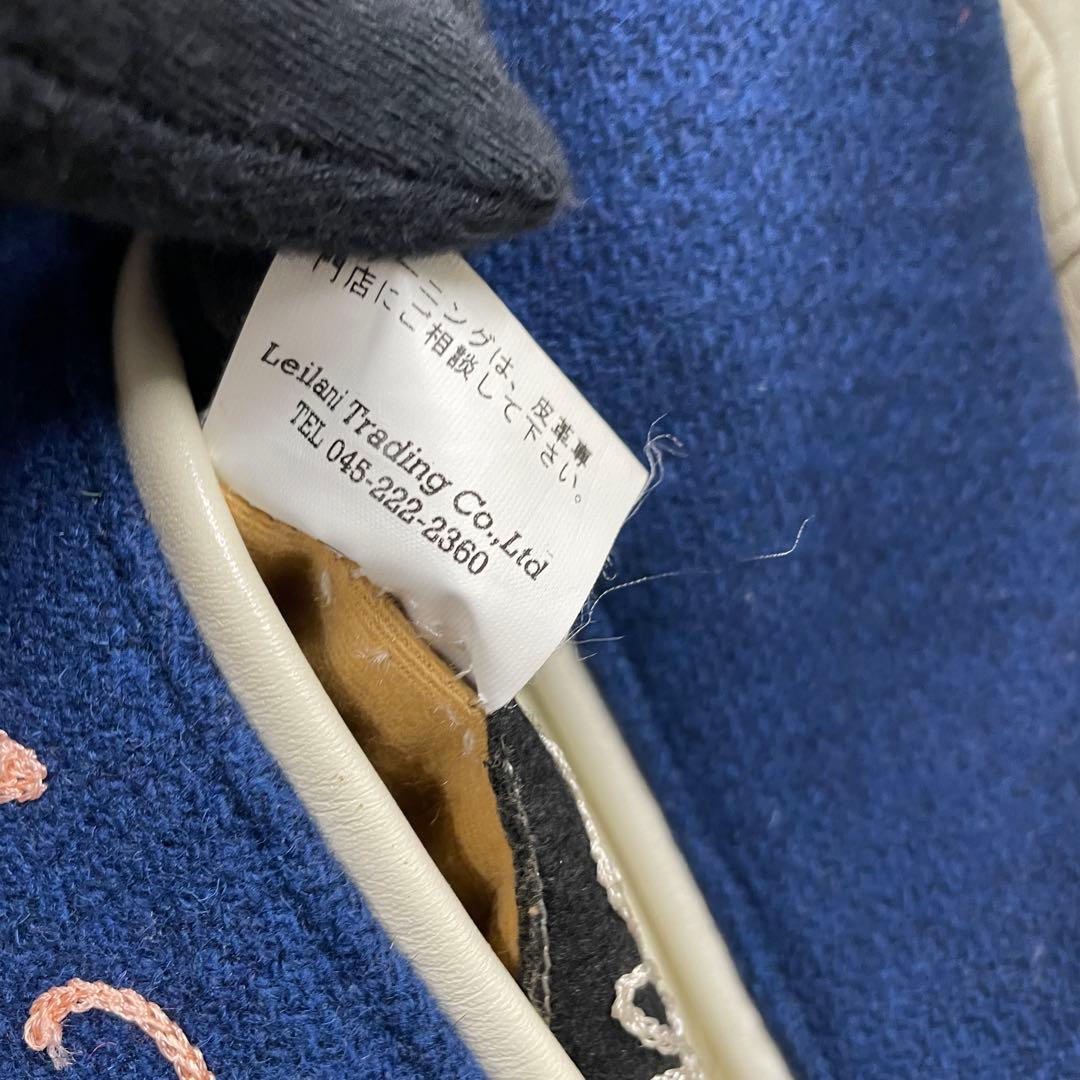 ーニングは、皮革専
門店にご相談して下さい。
Leilani Trading Co.,Ltd
TEL 045-222-2360